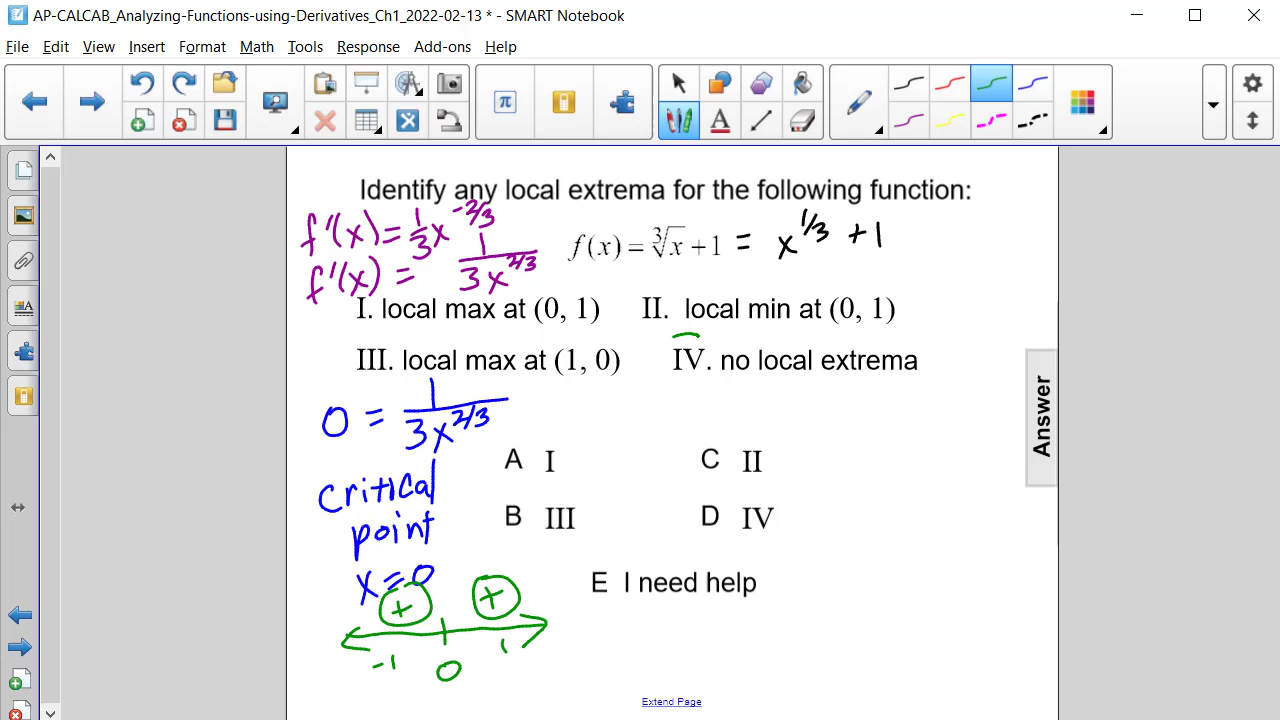 AP-CALCAB_Analyzing-Functions-using-Derivatives_Ch1_2022-02-13 * - SMART Notebook
File Edit View Insert Format Math Tools Response Add-ons Help
Identify any local extrema for the following function:
f'(x) = 1/3 x^-2/3
f(x) = ∛x + 1 = x^1/3 + 1
f'(x) = 1/3x^2/3
I. local max at (0, 1) II. local min at (0, 1)
III. local max at (1, 0) IV. no local extrema
0 = 1/3x^2/3
A I C II
critical
point
B III D IV
x = 0
E I need help
+ +
-1 0 1
Answer
Extend Page